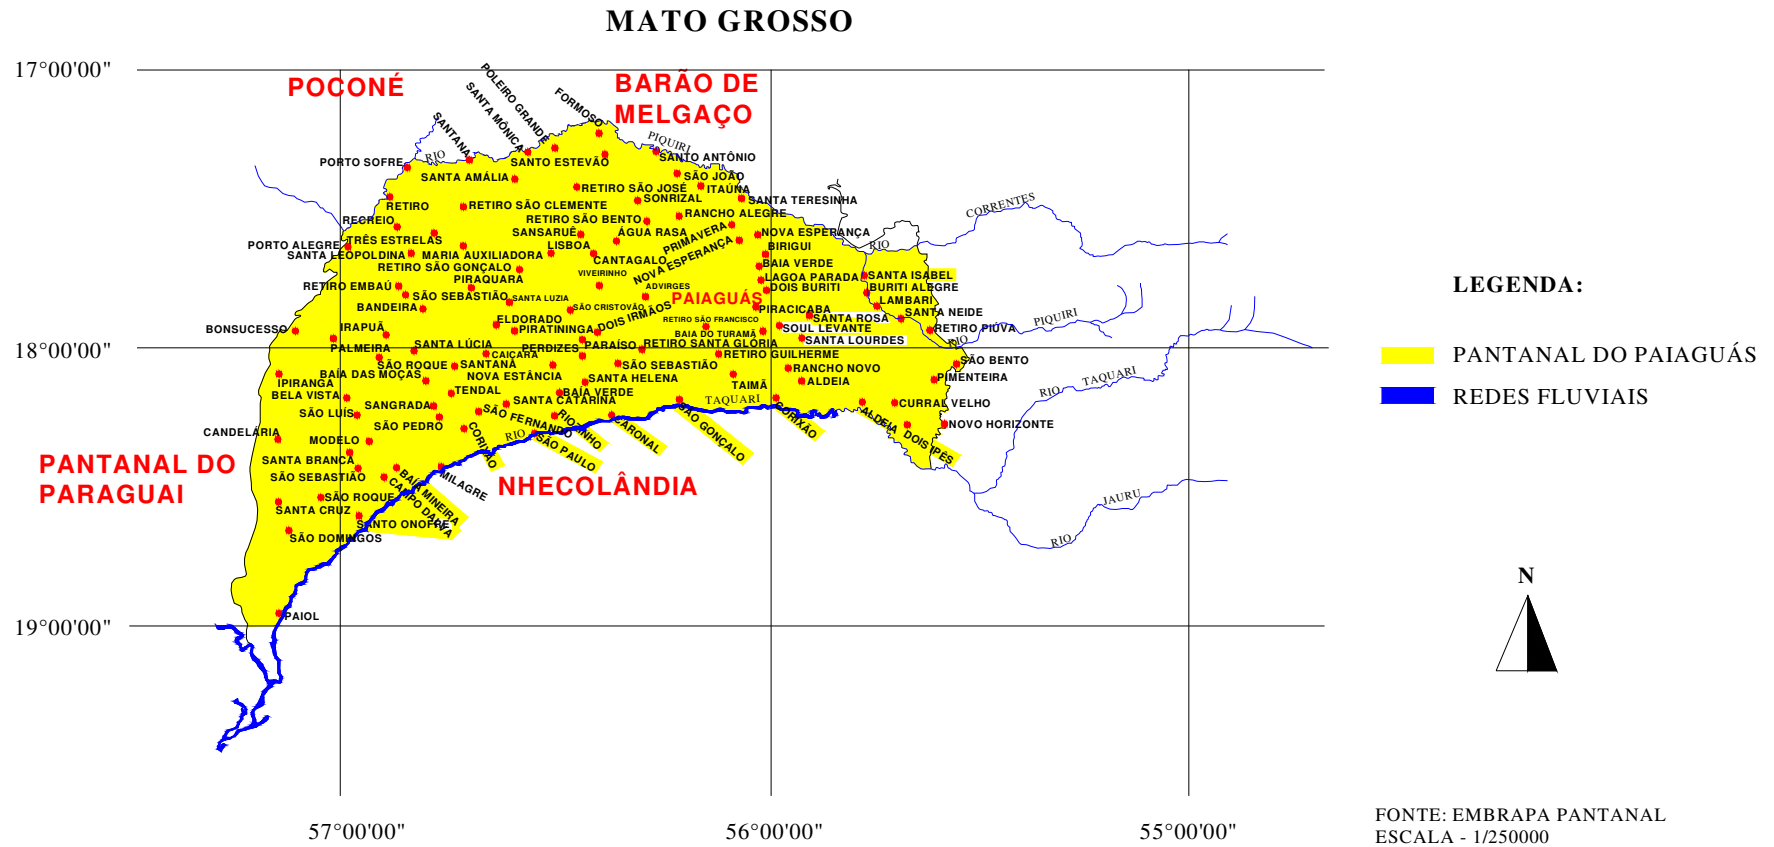 MATO GROSSO
17°00'00"
POCONÉ
BARÃO DE
MELGAÇO
POLEIRO GRANDE
SANTA MÔNICA
FORMOSO
SANTANA
RIO
PIQUIRI
PORTO SOFRE
SANTO ESTEVÃO
SANTO ANTÔNIO
SANTA AMÁLIA
SÃO JOÃO
RETIRO SÃO JOSÉ
ITAÚNA
SONRIZAL
SANTA TERESINHA
RETIRO
RETIRO SÃO CLEMENTE
CORRENTES
RECREIO
RETIRO SÃO BENTO
RANCHO ALEGRE
SANSARUÊ
ÁGUA RASA
PRIMAVERA
NOVA ESPERANÇA
TRÊS ESTRELAS
PORTO ALEGRE
LISBOA
BIRIGUI
RIO
SANTA LEOPOLDINA
MARIA AUXILIADORA
CANTAGALO
NOVA ESPERANÇA
BAIA VERDE
RETIRO SÃO GONÇALO
VIVEIRINHO
PIRAQUARA
LAGOA PARADA
SANTA ISABEL
LEGENDA:
RETIRO EMBAÚ
ADVIRGES
DOIS BURITI
BURITI ALEGRE
SÃO SEBASTIÃO
SANTA LUZIA
PAIAGUÁS
LAMBARI
BANDEIRA
SÃO CRISTOVÃO
PIRACICABA
SANTA NEIDE
ELDORADO
DOIS IRMÃOS
RETIRO SÃO FRANCISCO
SANTA ROSA
PIQUIRI
BONSUCESSO
IRAPUÃ
PIRATININGA
BAIA DO TURAMÃ
SOUL LEVANTE
RETIRO PIÚVA
18°00'00"
PALMEIRA
SANTA LÚCIA
PERDIZES
PARAÍSO
RETIRO SANTA GLÓRIA
SANTA LOURDES
RIO
CAIÇARA
RETIRO GUILHERME
PANTANAL DO PAIAGUÁS
SÃO ROQUE
SANTANÃ
SÃO SEBASTIÃO
RANCHO NOVO
SÃO BENTO
BAÍA DAS MOÇAS
NOVA ESTÂNCIA
SANTA HELENA
TAIMÃ
ALDEIA
PIMENTEIRA
TAQUARI
RIO
IPIRANGA
BELA VISTA
TENDAL
BAÍA VERDE
TAQUARI
REDES FLUVIAIS
SÃO LUÍS
SANGRADA
SANTA CATARINA
CURRAL VELHO
SÃO PEDRO
SÃO FERNANDO
RIOZINHO
CARONAL
SÃO GONÇALO
CORIXÃO
ALDEIA
DOIS IPÊS
NOVO HORIZONTE
CANDELÁRIA
MODELO
CORIXÃO
RIO
SÃO PAULO
PANTANAL DO
PARAGUAI
SANTA BRANCA
SÃO SEBASTIÃO
BAÍA MINEIRA
CAMPO DALVA
MILAGRE
NHECOLÂNDIA
SÃO ROQUE
JAURU
SANTA CRUZ
SANTO ONOFRE
SÃO DOMINGOS
RIO
N
PAIOL
19°00'00"
57°00'00"
56°00'00"
55°00'00"
FONTE: EMBRAPA PANTANAL
ESCALA - 1/250000